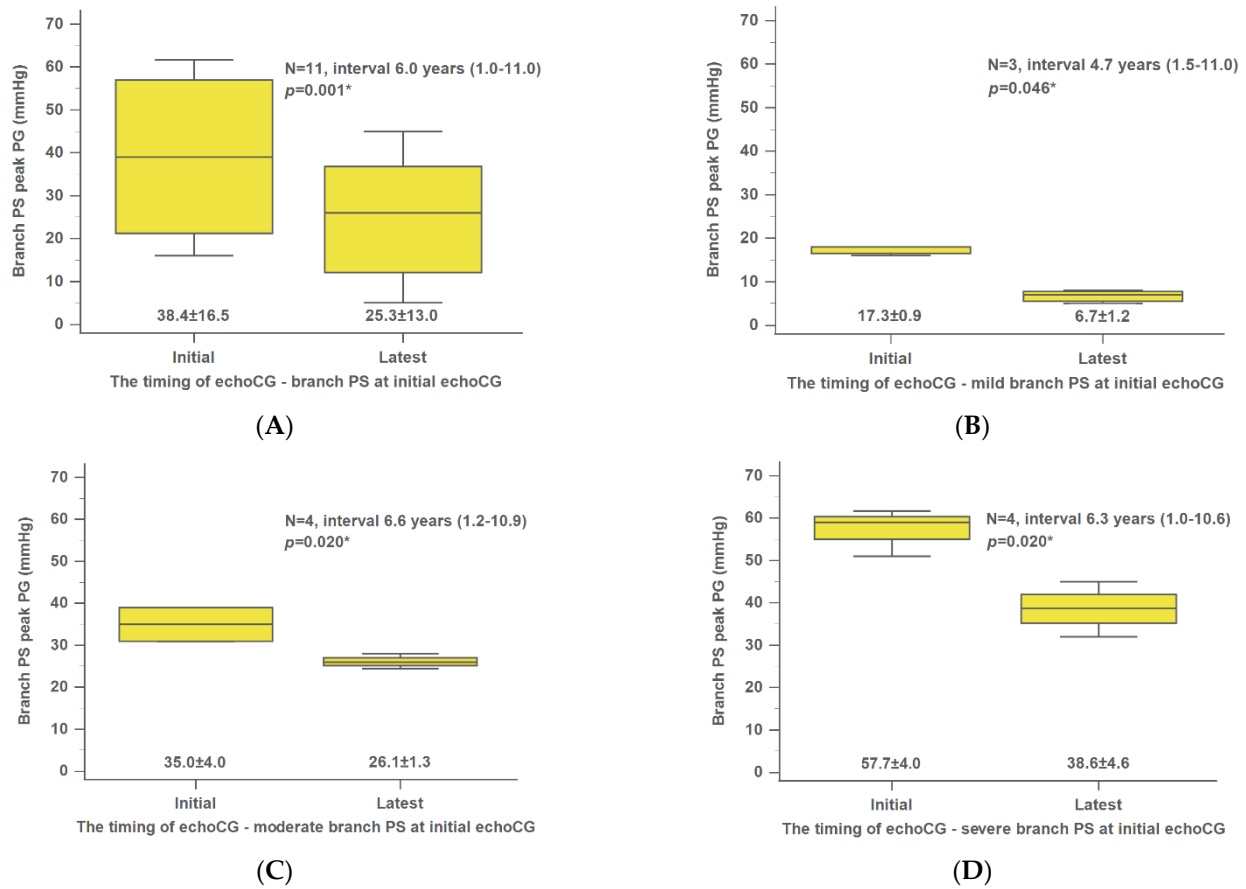 70
60
50
40
30
20
10
0
Branch PS peak PG (mmHg)
N=11, interval 6.0 years (1.0-11.0)
p=0.001*
38.4±16.5
25.3±13.0
Initial
Latest
The timing of echoCG - branch PS at initial echoCG
(A)
70
60
50
40
30
20
10
0
Branch PS peak PG (mmHg)
N=3, interval 4.7 years (1.5-11.0)
p=0.046*
17.3±0.9
6.7±1.2
Initial
Latest
The timing of echoCG - mild branch PS at initial echoCG
(B)
70
60
50
40
30
20
10
0
Branch PS peak PG (mmHg)
N=4, interval 6.6 years (1.2-10.9)
p=0.020*
35.0±4.0
26.1±1.3
Initial
Latest
The timing of echoCG - moderate branch PS at initial echoCG
(C)
70
60
50
40
30
20
10
0
Branch PS peak PG (mmHg)
N=4, interval 6.3 years (1.0-10.6)
p=0.020*
57.7±4.0
38.6±4.6
Initial
Latest
The timing of echoCG - severe branch PS at initial echoCG
(D)